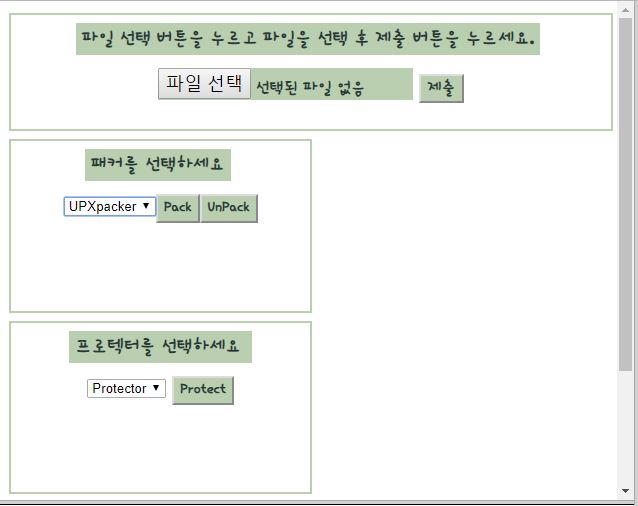 파일 선택 버튼을 누르고 파일을 선택 후 제출 버튼을 누르세요.
파일 선택 선택된 파일 없음 제출
패커를 선택하세요
UPXpacker Pack UnPack
프로텍터를 선택하세요
Protector Protect